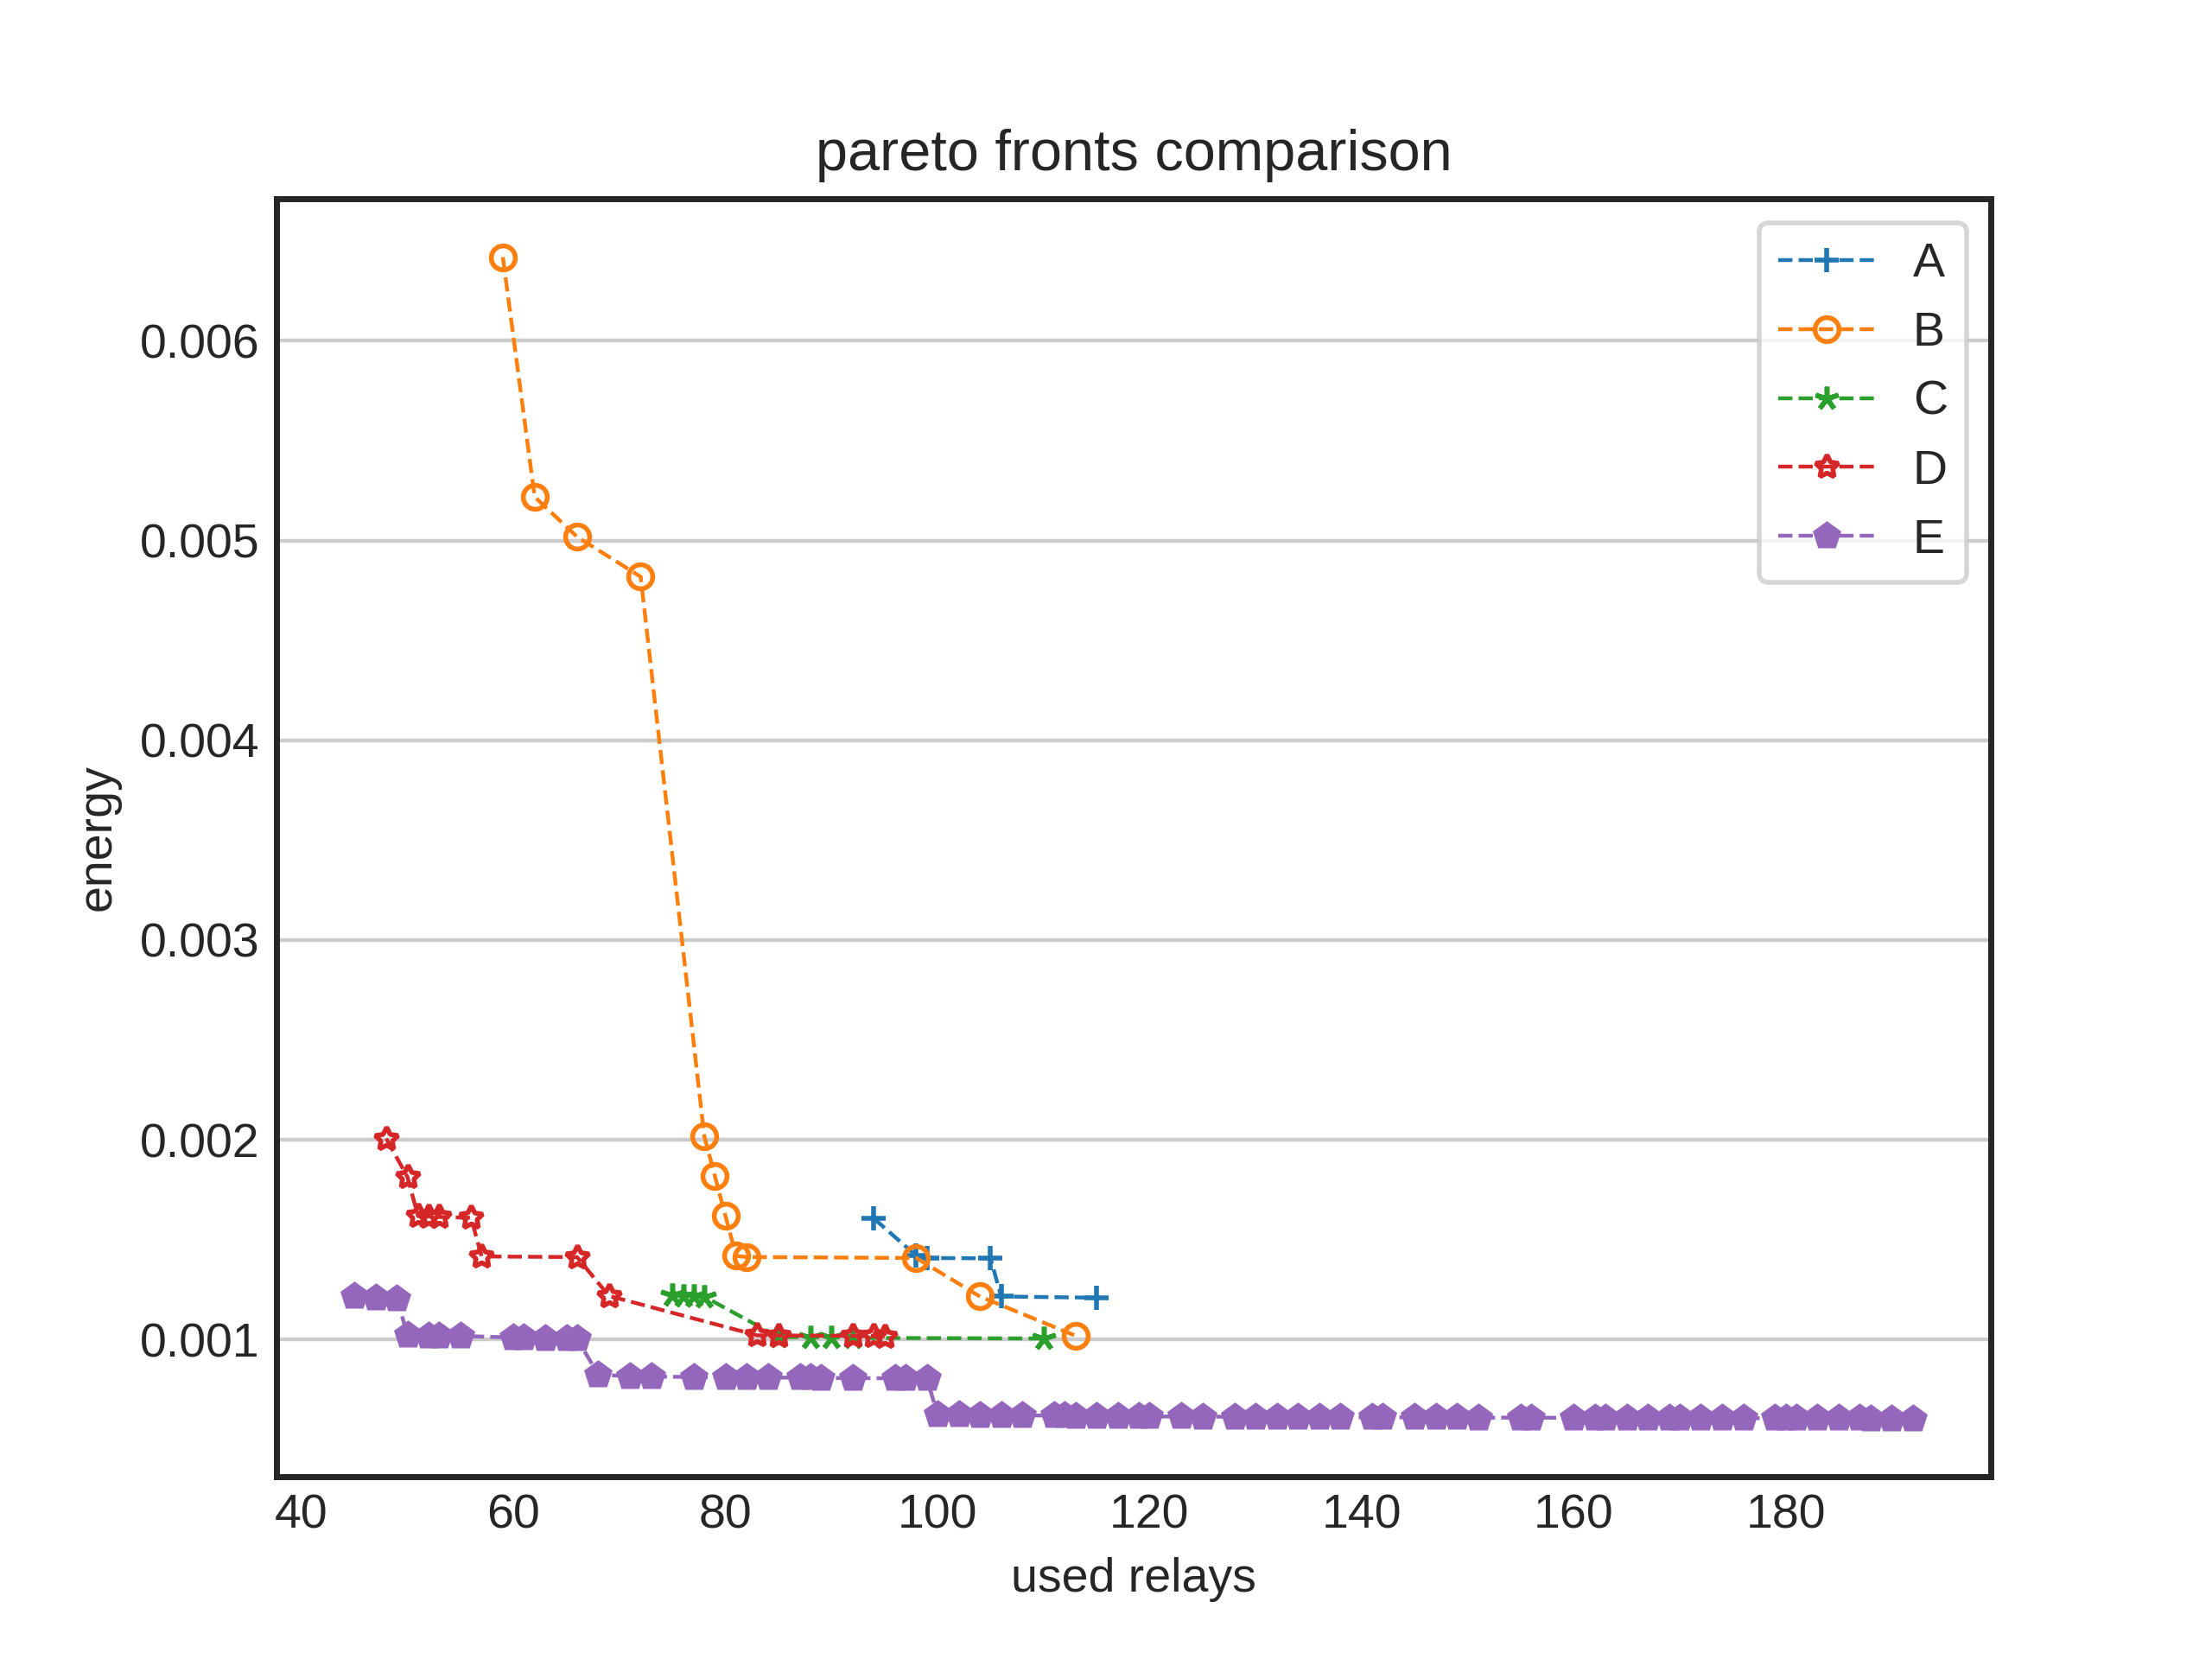 pareto fronts comparison
A
B
C
D
E
0.006
0.005
0.004
0.003
0.002
0.001
energy
40 60 80 100 120 140 160 180
used relays